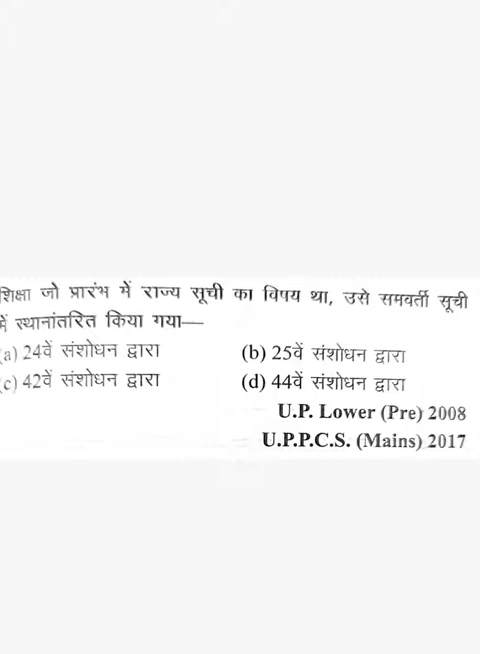 शिक्षा जो प्रारंभ में राज्य सूची का विषय था, उसे समवर्ती सूची
में स्थानांतरित किया गया—
(a) 24वें संशोधन द्वारा (b) 25वें संशोधन द्वारा
(c) 42वें संशोधन द्वारा (d) 44वें संशोधन द्वारा
U.P. Lower (Pre) 2008
U.P.P.C.S. (Mains) 2017